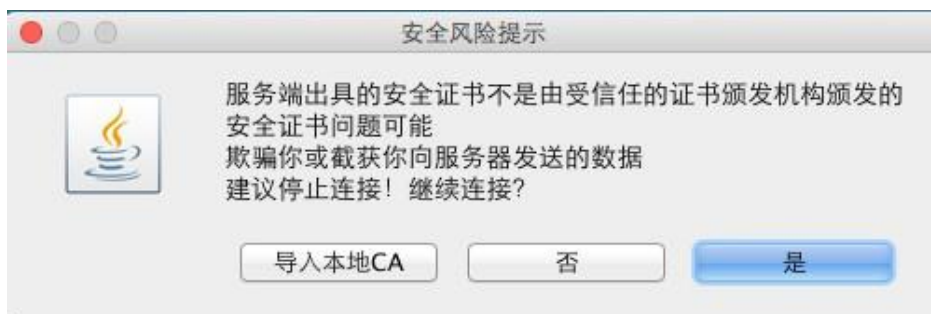 安全风险提示
服务端出具的安全证书不是由受信任的证书颁发机构颁发的
安全证书问题可能
欺骗你或截获你向服务器发送的数据
建议停止连接！继续连接？
导入本地CA 否 是